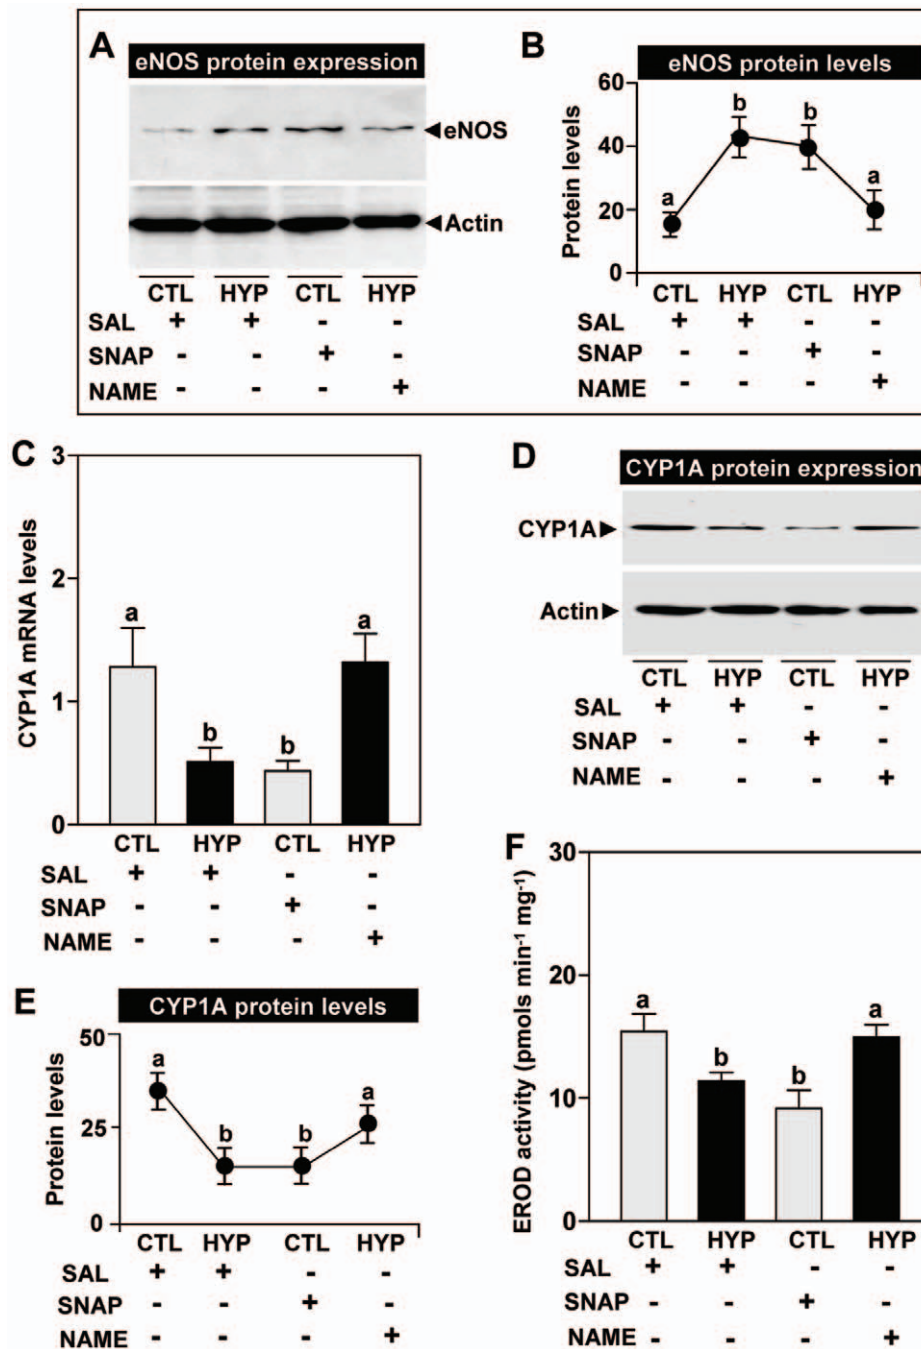 A
eNOS protein expression
eNOS
Actin
CTL HYP CTL HYP
SAL + + - -
SNAP - - + -
NAME - - - +
B
eNOS protein levels
Protein levels
60
40
20
0
a b b a
CTL HYP CTL HYP
SAL + + - -
SNAP - - + -
NAME - - - +
C
CYP1A mRNA levels
3
2
1
0
a b b a
CTL HYP CTL HYP
SAL + + - -
SNAP - - + -
NAME - - - +
D
CYP1A protein expression
CYP1A
Actin
CTL HYP CTL HYP
SAL + + - -
SNAP - - + -
NAME - - - +
E
CYP1A protein levels
Protein levels
50
25
0
a b b a
CTL HYP CTL HYP
SAL + + - -
SNAP - - + -
NAME - - - +
F
EROD activity (pmols min⁻¹ mg⁻¹)
30
20
10
0
a b b a
CTL HYP CTL HYP
SAL + + - -
SNAP - - + -
NAME - - - +